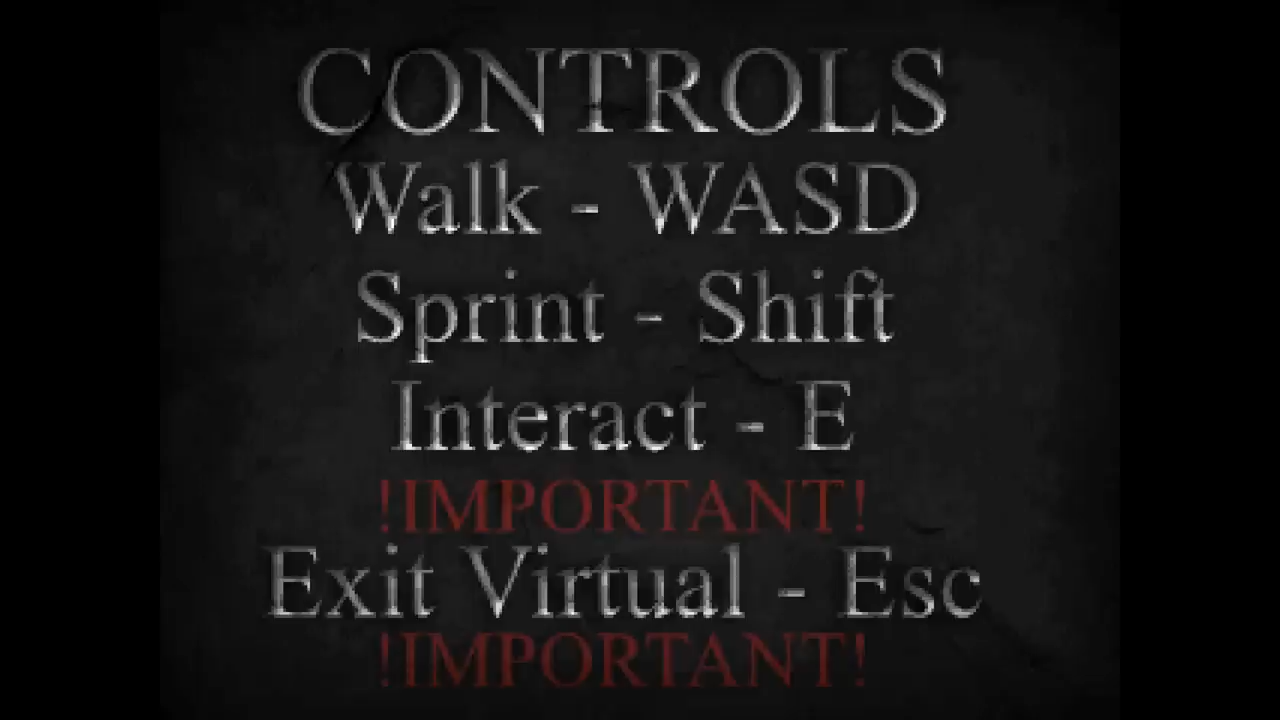 CONTROLS
Walk - WASD
Sprint - Shift
Interact - E
!IMPORTANT!
Exit Virtual - Esc
!IMPORTANT!